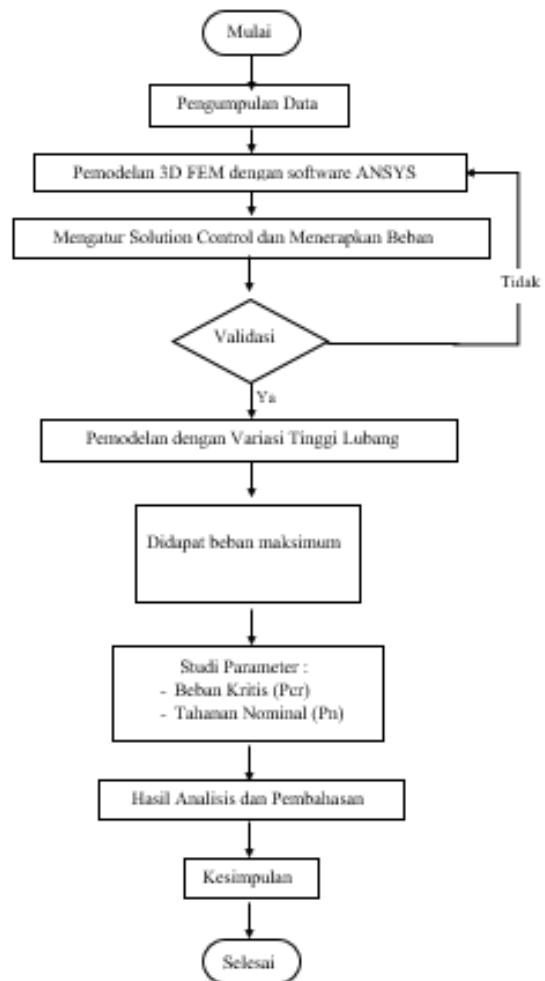 Mulai
Pengumpulan Data
Pemodelan 3D FEM dengan software ANSYS
Mengatur Solution Control dan Menerapkan Beban
Tidak
Validasi
Ya
Pemodelan dengan Variasi Tinggi Lubang
Didapat beban maksimum
Studi Parameter :
- Beban Kritis (Pcr)
- Tahanan Nominal (Pn)
Hasil Analisis dan Pembahasan
Kesimpulan
Selesai